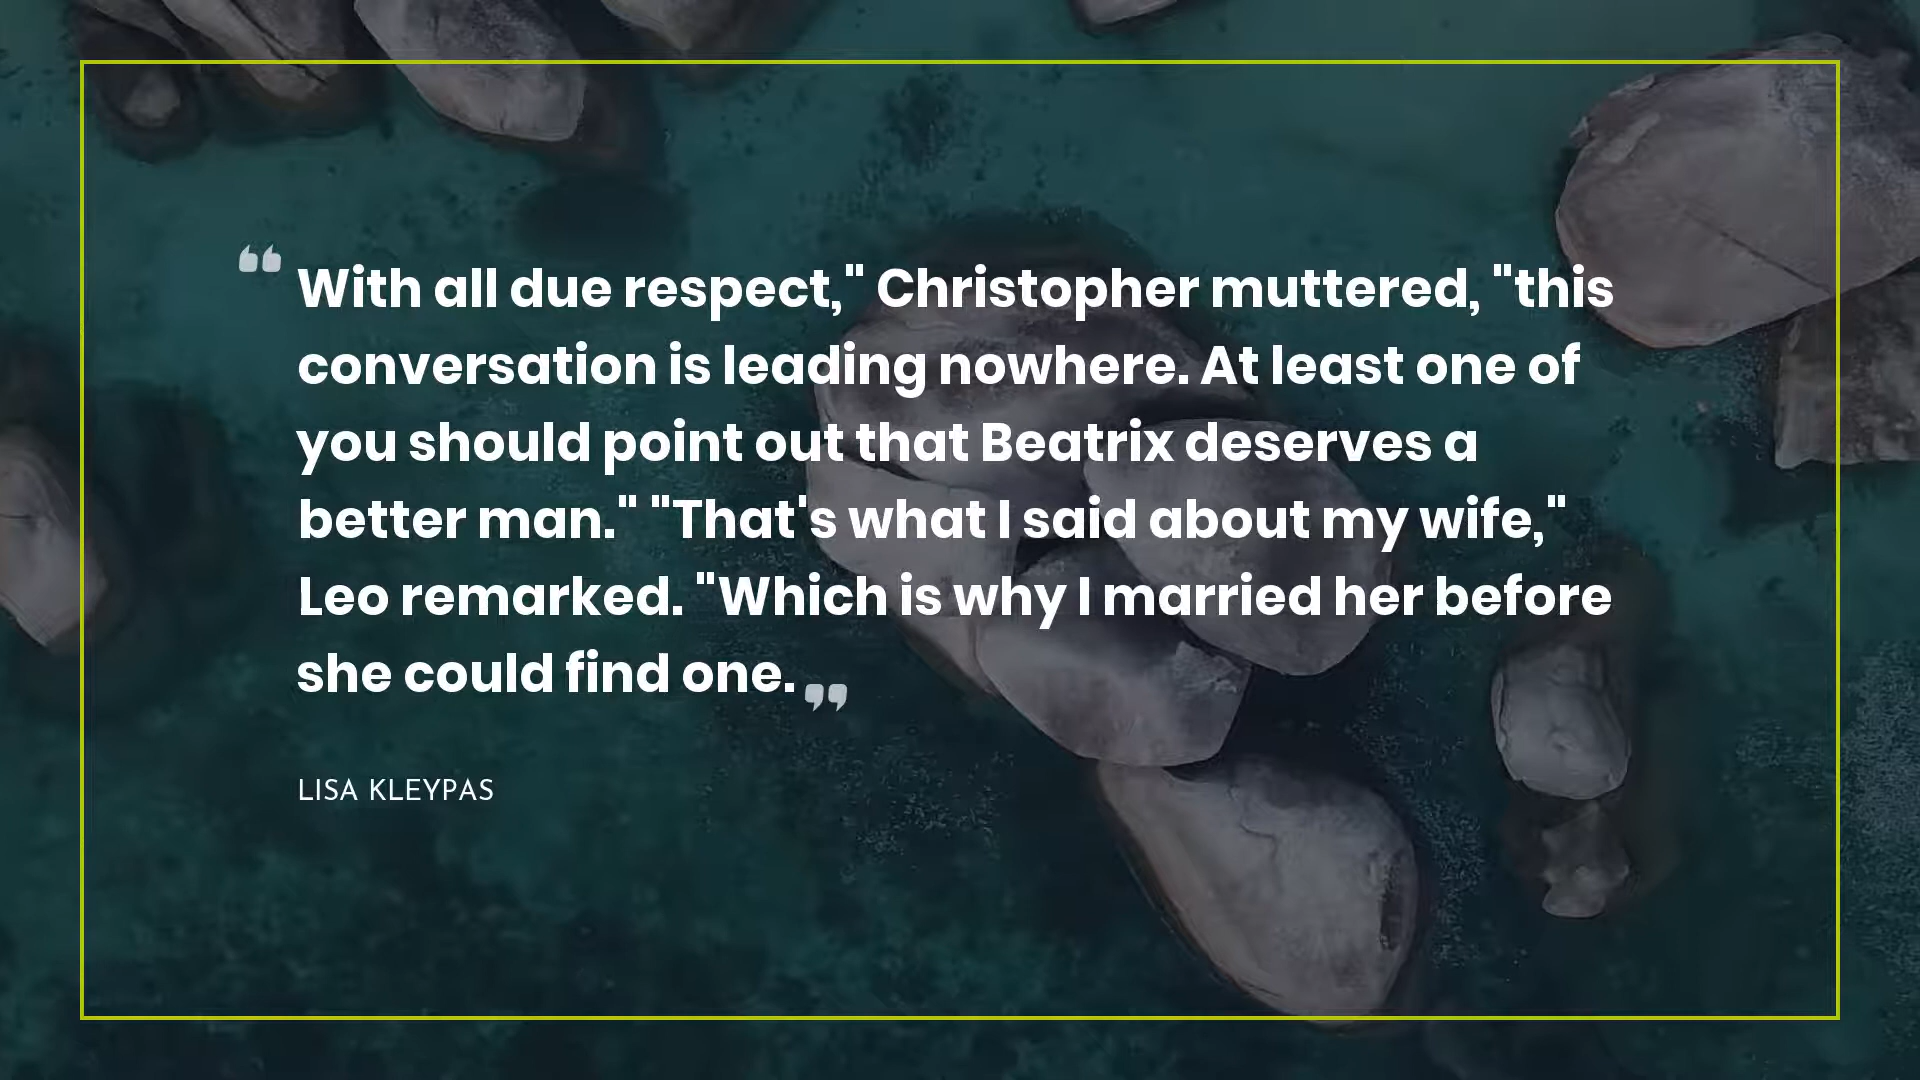 “ With all due respect," Christopher muttered, "this
conversation is leading nowhere. At least one of
you should point out that Beatrix deserves a
better man." "That's what I said about my wife,"
Leo remarked. "Which is why I married her before
she could find one. ”
LISA KLEYPAS